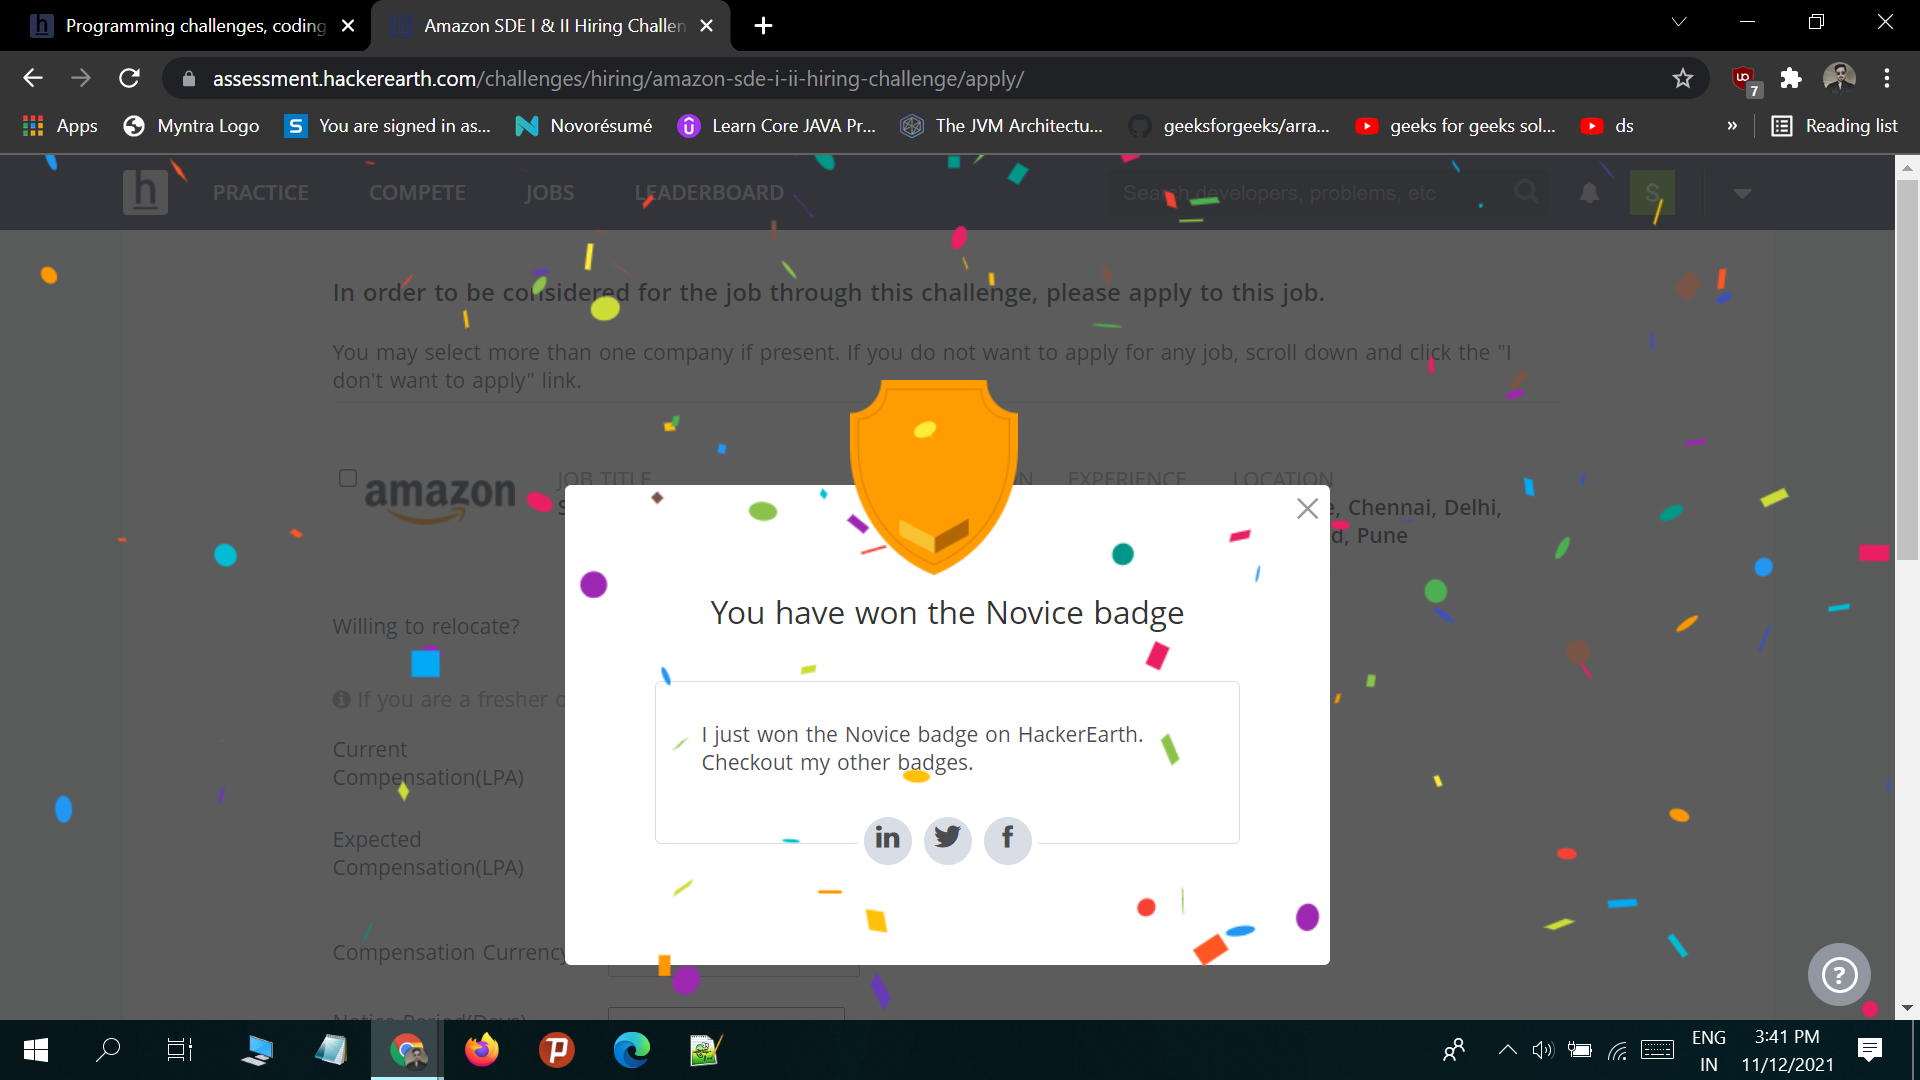 Programming challenges, coding
Amazon SDE I & II Hiring Challen
assessment.hackerearth.com/challenges/hiring/amazon-sde-i-ii-hiring-challenge/apply/
7
Apps
Myntra Logo
S
You are signed in as...
Novorésumé
Learn Core JAVA Pr...
The JVM Architectu...
geeksforgeeks/arra...
geeks for geeks sol...
ds
»
Reading list
h
PRACTICE
COMPETE
JOBS
LEADERBOARD
Search developers, problems, etc
S
In order to be considered for the job through this challenge, please apply to this job.
You may select more than one company if present. If you do not want to apply for any job, scroll down and click the "I
don't want to apply" link.
amazon
JOB TITLE
N
EXPERIENCE
LOCATION
S
e, Chennai, Delhi,
d, Pune
You have won the Novice badge
Willing to relocate?
If you are a fresher o
I just won the Novice badge on HackerEarth.
Checkout my other badges.
Current
Compensation(LPA)
in
f
Expected
Compensation(LPA)
Compensation Currency
Notice Period(Days)
?
ENG
IN
3:41 PM
11/12/2021